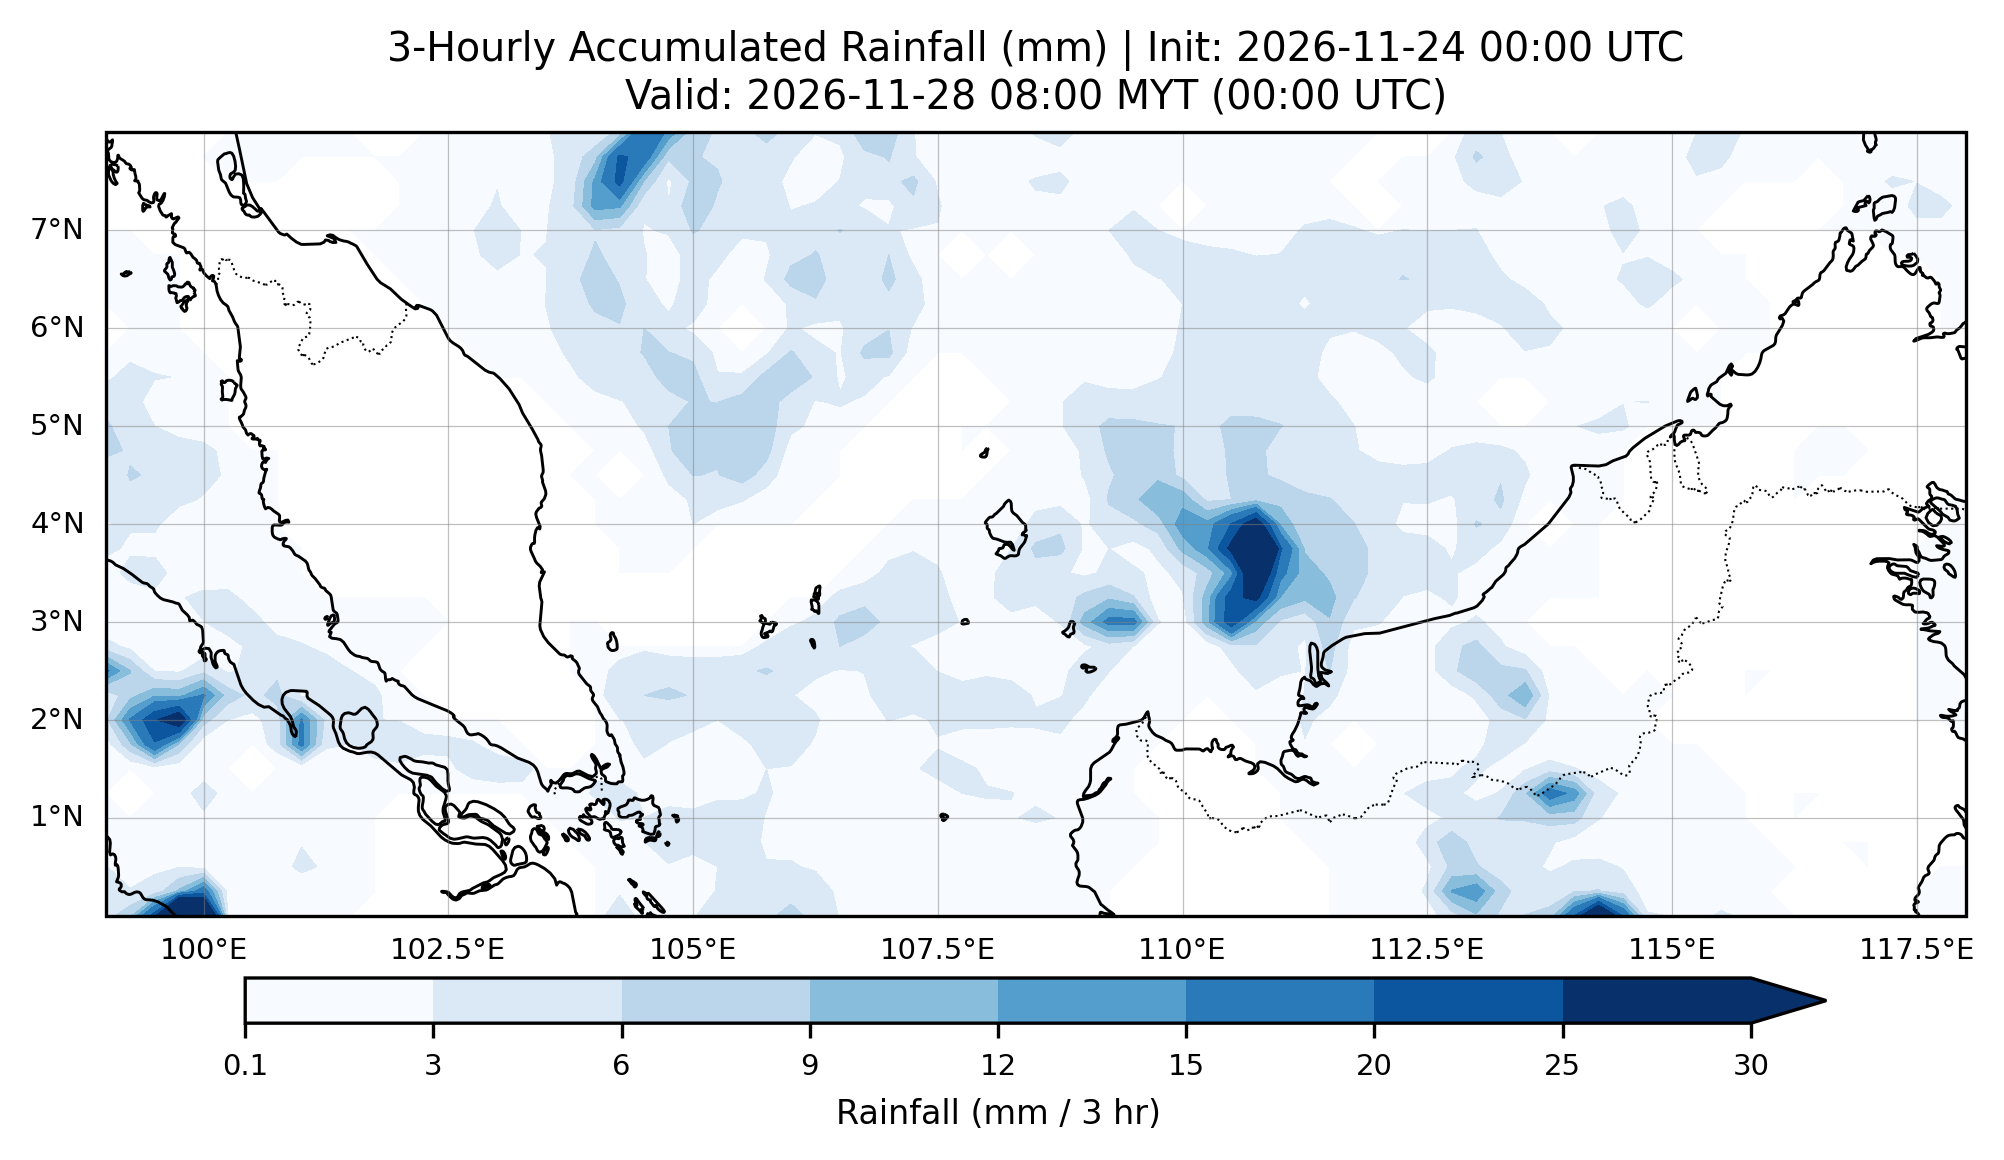 3-Hourly Accumulated Rainfall (mm) | Init: 2026-11-24 00:00 UTC
Valid: 2026-11-28 08:00 MYT (00:00 UTC)
7°N
6°N
5°N
4°N
3°N
2°N
1°N
100°E 102.5°E 105°E 107.5°E 110°E 112.5°E 115°E 117.5°E
0.1 3 6 9 12 15 20 25 30
Rainfall (mm / 3 hr)